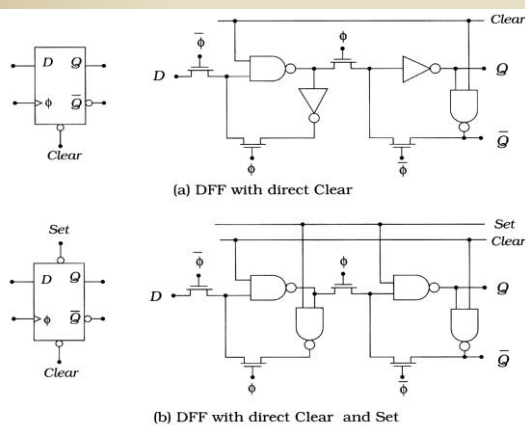 Clear
φ̅
φ
D Q
D
Q
φ Q̅
Clear
Q̅
φ
φ̅
(a) DFF with direct Clear
Set
Set
Clear
φ̅
φ
D Q
D
Q
φ Q̅
Q̅
Clear
φ
φ̅
(b) DFF with direct Clear and Set